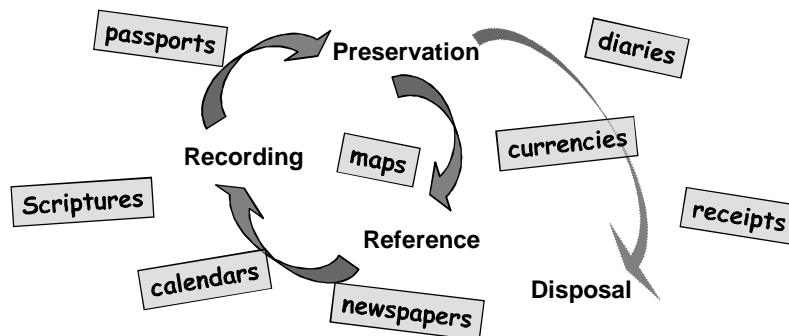 passports
Preservation
diaries
currencies
Recording
maps
Scriptures
receipts
Reference
calendars
Disposal
newspapers